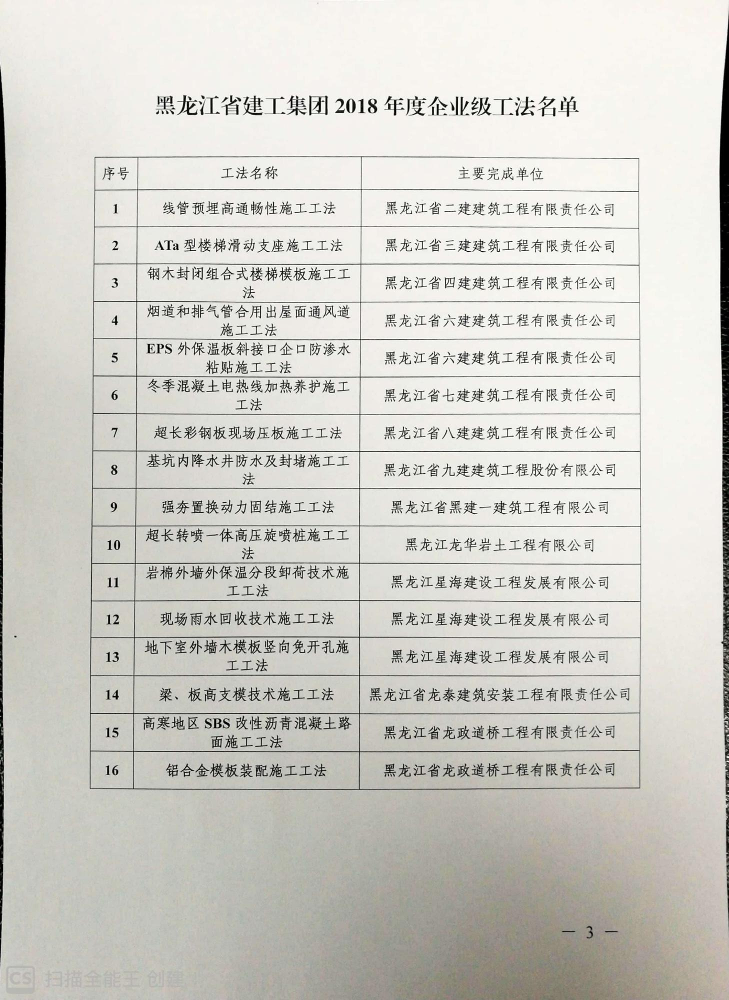 黑龙江省建工集团 2018 年度企业级工法名单
序号 工法名称 主要完成单位
1 线管预埋高通畅性施工工法 黑龙江省二建建筑工程有限责任公司
2 ATa 型楼梯滑动支座施工工法 黑龙江省三建建筑工程有限责任公司
3 钢木封闭组合式楼梯模板施工工
法 黑龙江省四建建筑工程有限责任公司
4 烟道和排气管合用出屋面通风道
施工工法 黑龙江省六建建筑工程有限责任公司
5 EPS 外保温板斜接口企口防渗水
粘贴施工工法 黑龙江省六建建筑工程有限责任公司
6 冬季混凝土电热线加热养护施工
工法 黑龙江省七建建筑工程有限责任公司
7 超长彩钢板现场压板施工工法 黑龙江省八建建筑工程有限责任公司
8 基坑内降水井防水及封堵施工工
法 黑龙江省九建建筑工程股份有限公司
9 强夯置换动力固结施工工法 黑龙江省黑建一建筑工程有限公司
10 超长转喷一体高压旋喷桩施工工
法 黑龙江龙华岩土工程有限公司
11 岩棉外墙外保温分段卸荷技术施
工工法 黑龙江星海建设工程发展有限公司
12 现场雨水回收技术施工工法 黑龙江星海建设工程发展有限公司
13 地下室外墙木模板竖向免开孔施
工工法 黑龙江星海建设工程发展有限公司
14 梁、板高支模技术施工工法 黑龙江省龙泰建筑安装工程有限责任公司
15 高寒地区 SBS 改性沥青混凝土路
面施工工法 黑龙江省龙政道桥工程有限责任公司
16 铝合金模板装配施工工法 黑龙江省龙政道桥工程有限责任公司
— 3 —
CS 扫描全能王 创建